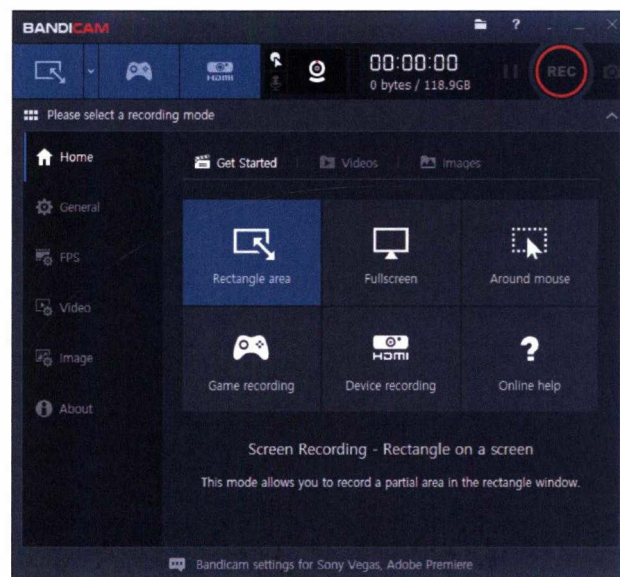 BANDICAM
?
HDMI
00:00:00
0 bytes / 118.9GB
REC
Please select a recording mode
Home
Get Started
Videos
Images
General
FPS
Video
Image
About
Rectangle area
Fullscreen
Around mouse
HDMI
?
Game recording
Device recording
Online help
Screen Recording - Rectangle on a screen
This mode allows you to record a partial area in the rectangle window.
Bandicam settings for Sony Vegas, Adobe Premiere